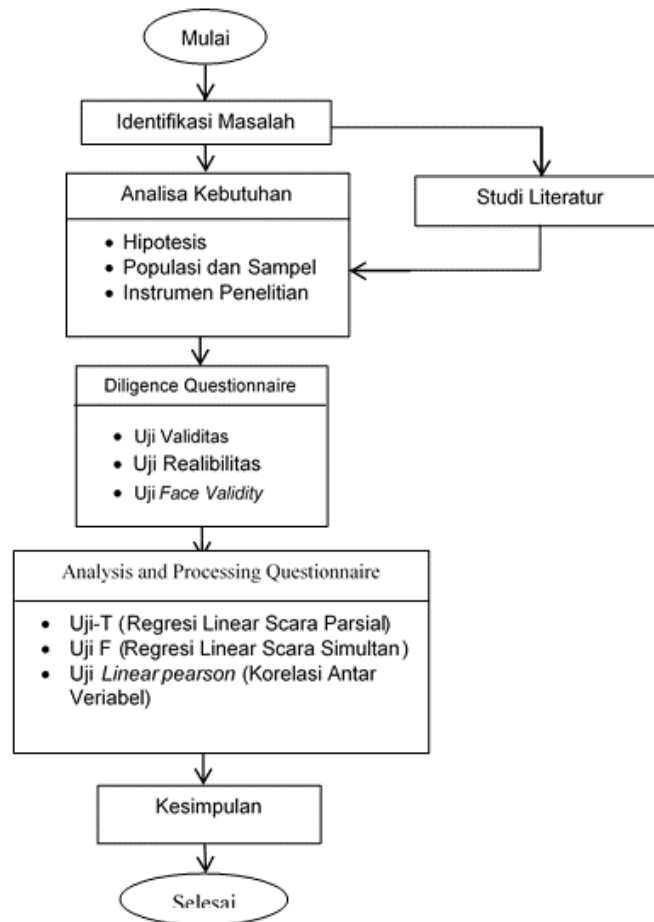 Mulai
Identifikasi Masalah
Analisa Kebutuhan
Studi Literatur
• Hipotesis
• Populasi dan Sampel
• Instrumen Penelitian
Diligence Questionnaire
• Uji Validitas
• Uji Realibilitas
• Uji Face Validity
Analysis and Processing Questionnaire
• Uji-T (Regresi Linear Scara Parsial)
• Uji F (Regresi Linear Scara Simultan)
• Uji Linear pearson (Korelasi Antar
Veriabel)
Kesimpulan
Selesai